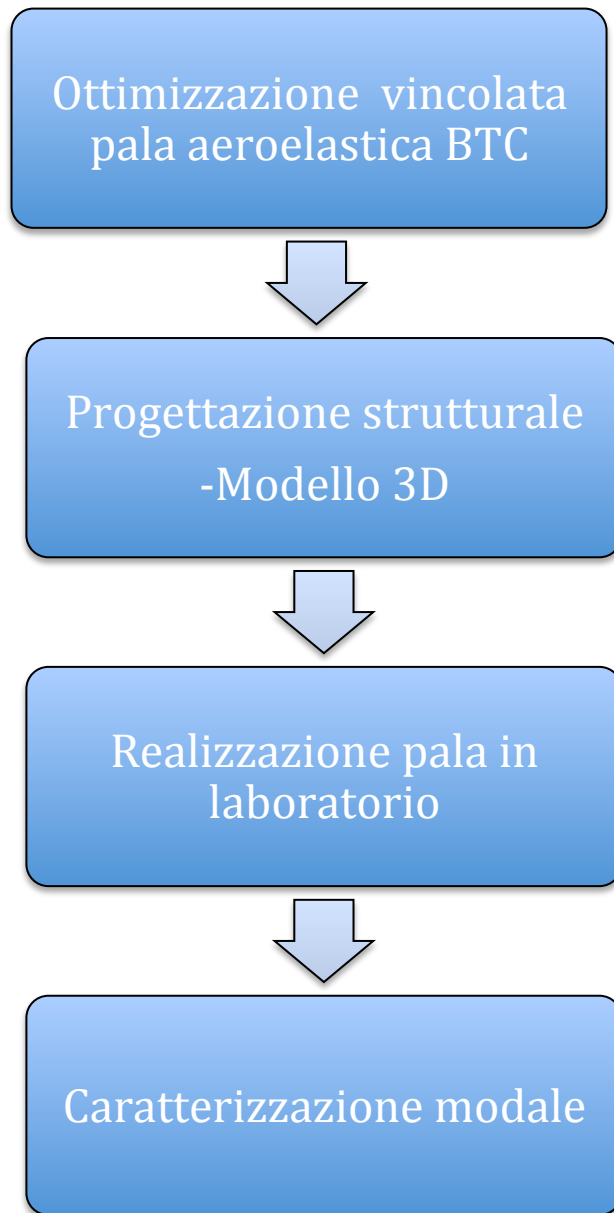 Ottimizzazione vincolata
pala aeroelastica BTC
Progettazione strutturale
-Modello 3D
Realizzazione pala in
laboratorio
Caratterizzazione modale